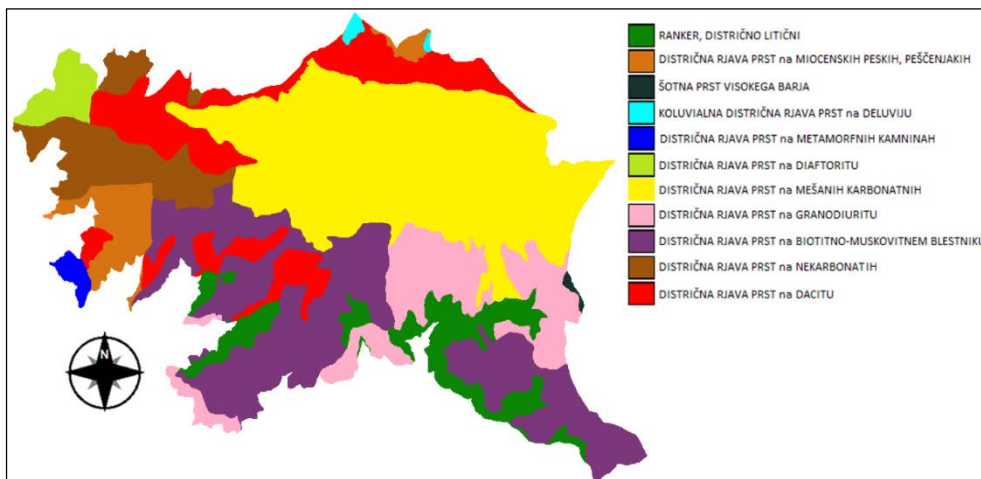 RANKER, DISTRIČNO LITIČNI
DISTRIČNA RJAVA PRST na MIOCENSKIH PESKIH, PEŠČENJAKIH
ŠOTNA PRST VISOKEGA BARJA
KOLUVIALNA DISTRIČNA RJAVA PRST na DELUVIJU
DISTRIČNA RJAVA PRST na METAMORFNIH KAMNINAH
DISTRIČNA RJAVA PRST na DIAFTORITU
DISTRIČNA RJAVA PRST na MEŠANIH KARBONATNIH
DISTRIČNA RJAVA PRST na GRANODIURITU
DISTRIČNA RJAVA PRST na BIOTITNO-MUSKOVITNEM BLESTNIKU
DISTRIČNA RJAVA PRST na NEKARBONATIH
DISTRIČNA RJAVA PRST na DACITU
N